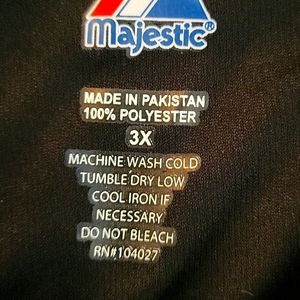 Majestic®
MADE IN PAKISTAN
100% POLYESTER
3X
MACHINE WASH COLD
TUMBLE DRY LOW
COOL IRON IF
NECESSARY
DO NOT BLEACH
RN#104027